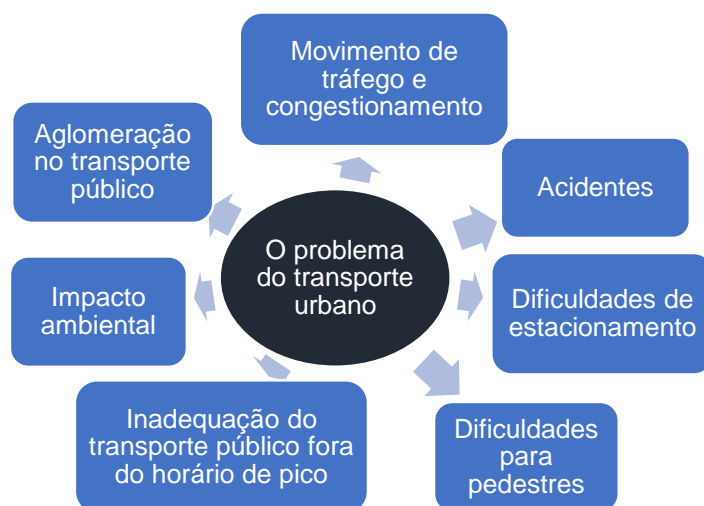 Movimento de
tráfego e
congestionamento
Aglomeração
no transporte
público
Acidentes
O problema
do transporte
urbano
Impacto
ambiental
Dificuldades de
estacionamento
Inadequação do
transporte público fora
do horário de pico
Dificuldades
para
pedestres